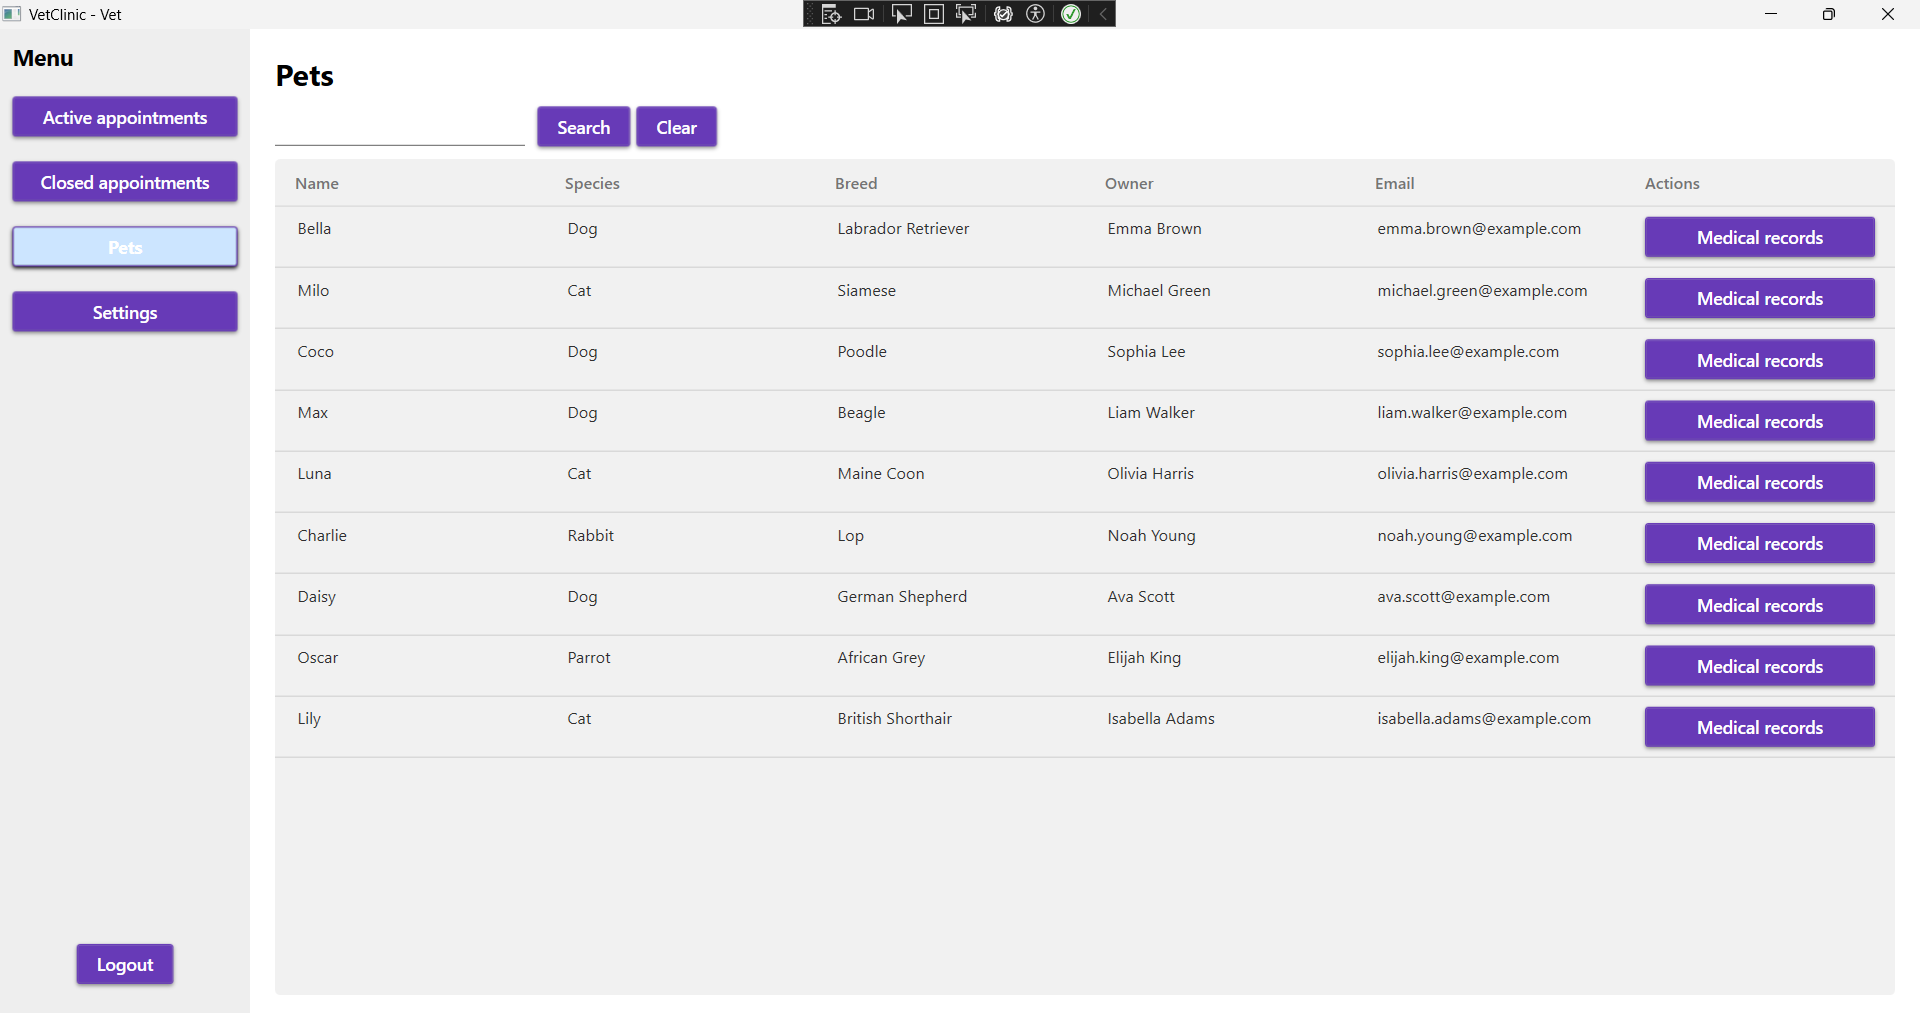 VetClinic - Vet
Menu
Active appointments
Closed appointments
Pets
Settings
Logout
Pets
Search Clear
Name Species Breed Owner Email Actions
Bella Dog Labrador Retriever Emma Brown emma.brown@example.com Medical records
Milo Cat Siamese Michael Green michael.green@example.com Medical records
Coco Dog Poodle Sophia Lee sophia.lee@example.com Medical records
Max Dog Beagle Liam Walker liam.walker@example.com Medical records
Luna Cat Maine Coon Olivia Harris olivia.harris@example.com Medical records
Charlie Rabbit Lop Noah Young noah.young@example.com Medical records
Daisy Dog German Shepherd Ava Scott ava.scott@example.com Medical records
Oscar Parrot African Grey Elijah King elijah.king@example.com Medical records
Lily Cat British Shorthair Isabella Adams isabella.adams@example.com Medical records